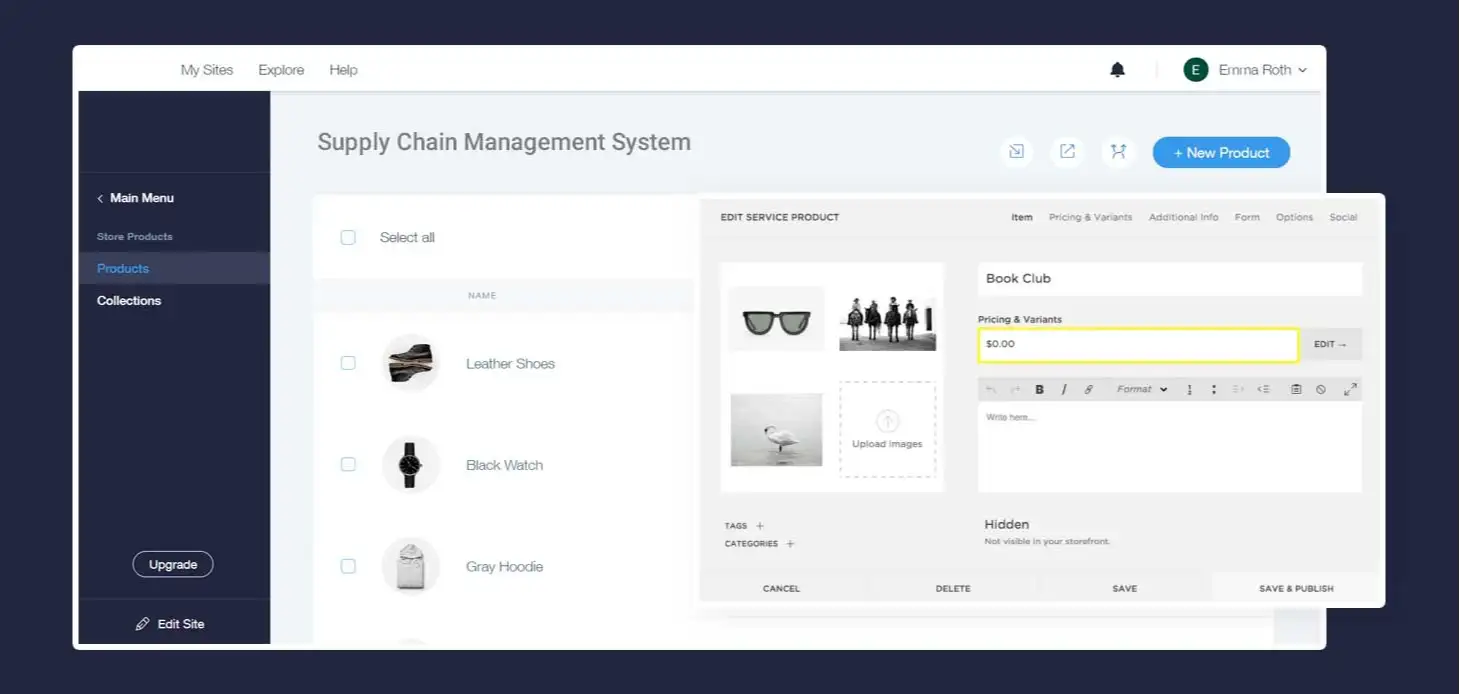 My Sites Explore Help
E Emma Roth
Supply Chain Management System
+ New Product
Main Menu
Store Products
Products
Collections
Upgrade
Edit Site
Select all
NAME
Leather Shoes
Black Watch
Gray Hoodie
EDIT SERVICE PRODUCT
Item Pricing & Variants Additional Info Form Options Social
Upload Images
TAGS +
CATEGORIES +
Book Club
Pricing & Variants
$0.00
EDIT →
B I Format
Write here...
Hidden
Not visible in your storefront.
CANCEL DELETE SAVE SAVE & PUBLISH